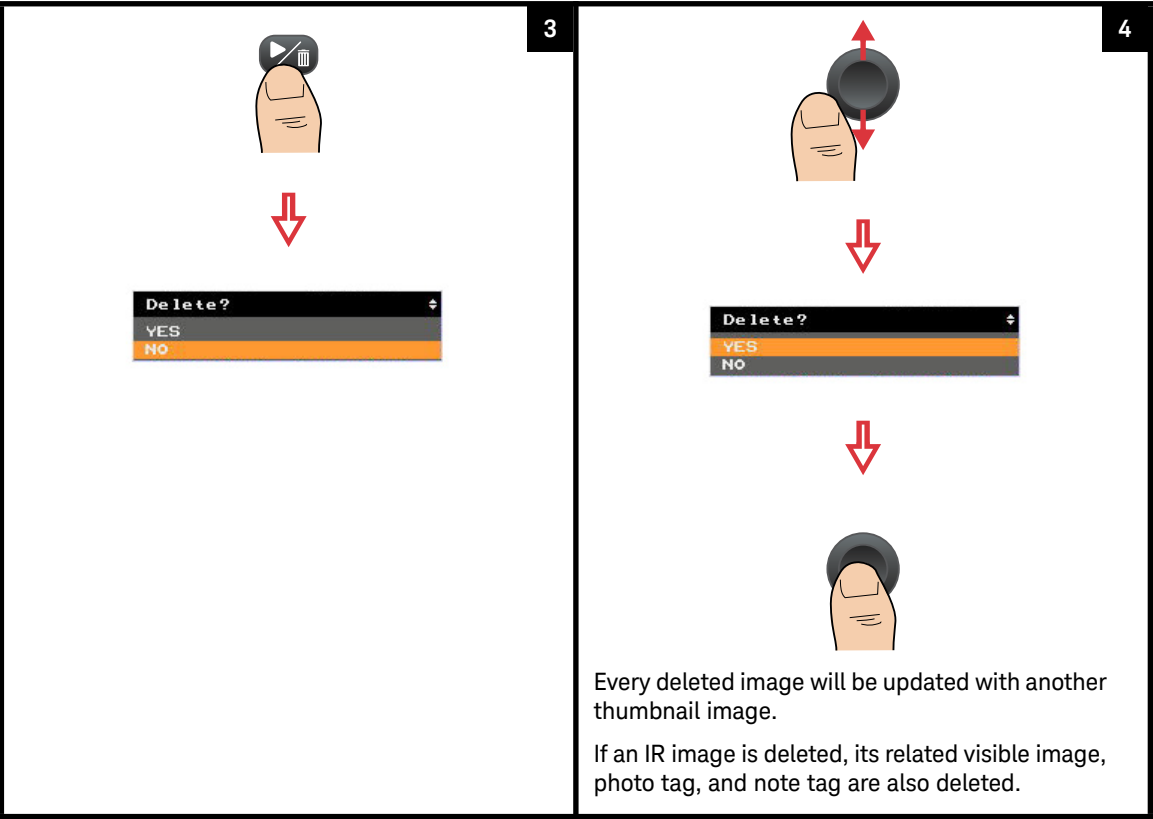 3
Delete?
YES
NO
4
Delete?
YES
NO
Every deleted image will be updated with another
thumbnail image.
If an IR image is deleted, its related visible image,
photo tag, and note tag are also deleted.